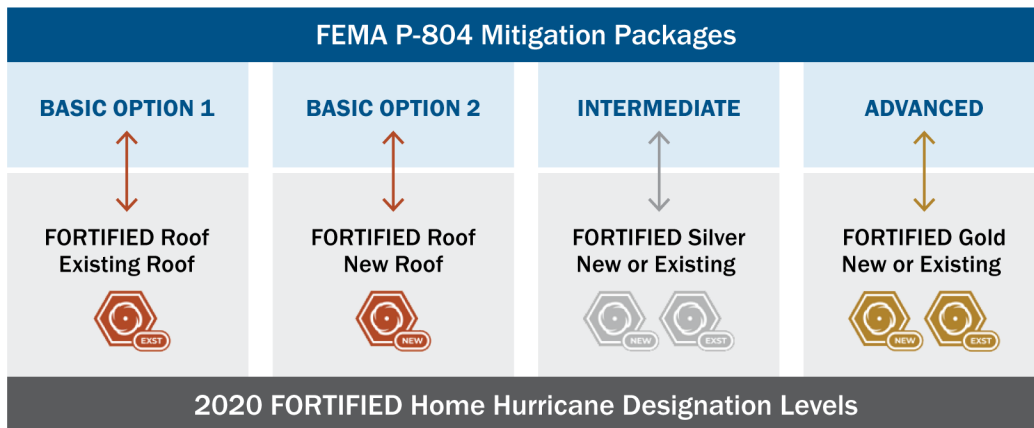 FEMA P-804 Mitigation Packages
BASIC OPTION 1
BASIC OPTION 2
INTERMEDIATE
ADVANCED
FORTIFIED Roof
Existing Roof
FORTIFIED Roof
New Roof
FORTIFIED Silver
New or Existing
FORTIFIED Gold
New or Existing
EXST
NEW
NEW
EXST
NEW
EXST
2020 FORTIFIED Home Hurricane Designation Levels